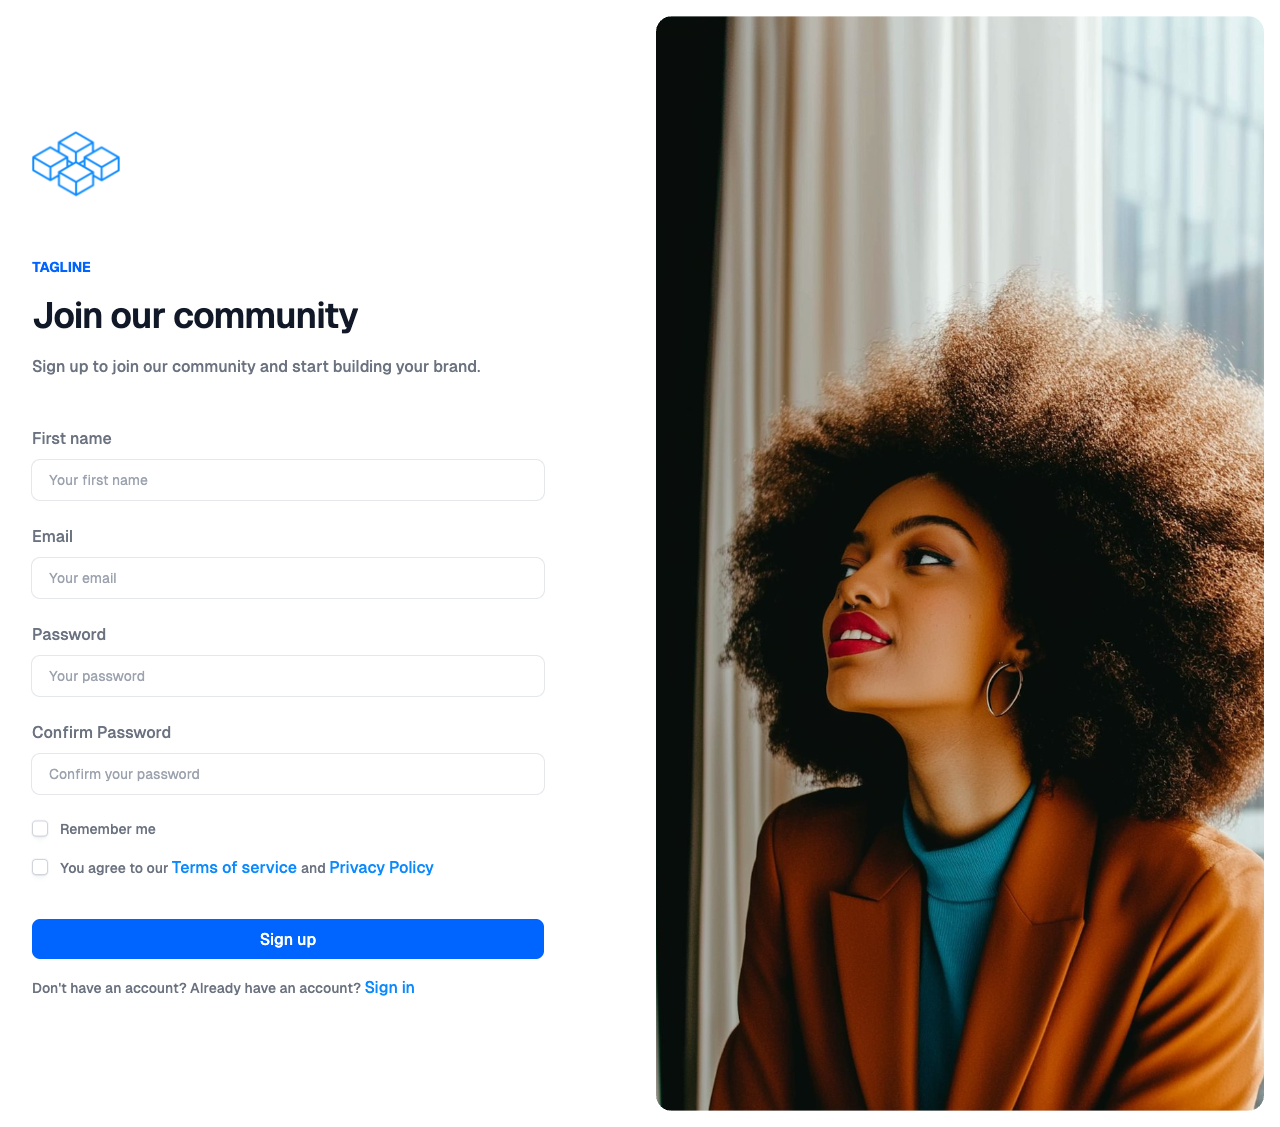 TAGLINE
Join our community
Sign up to join our community and start building your brand.
First name
Your first name
Email
Your email
Password
Your password
Confirm Password
Confirm your password
Remember me
You agree to our Terms of service and Privacy Policy
Sign up
Don't have an account? Already have an account? Sign in